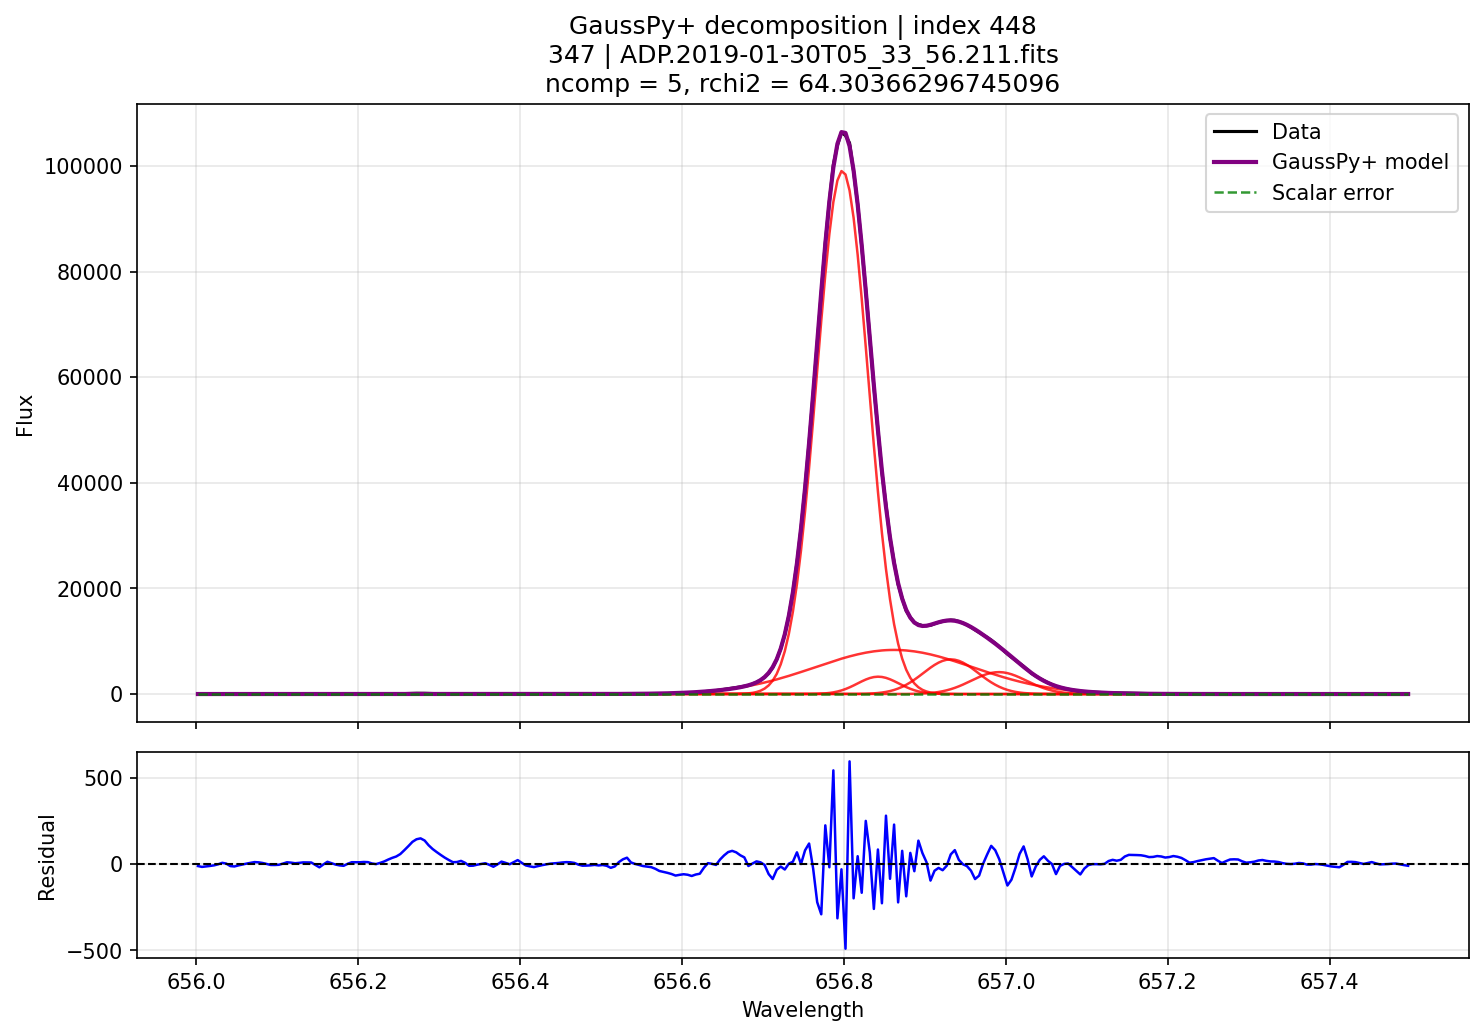 GaussPy+ decomposition | index 448
347 | ADP.2019-01-30T05_33_56.211.fits
ncomp = 5, rchi2 = 64.30366296745096
Data
GaussPy+ model
Scalar error
100000
80000
60000
40000
20000
0
Flux
500
0
−500
Residual
656.0 656.2 656.4 656.6 656.8 657.0 657.2 657.4
Wavelength